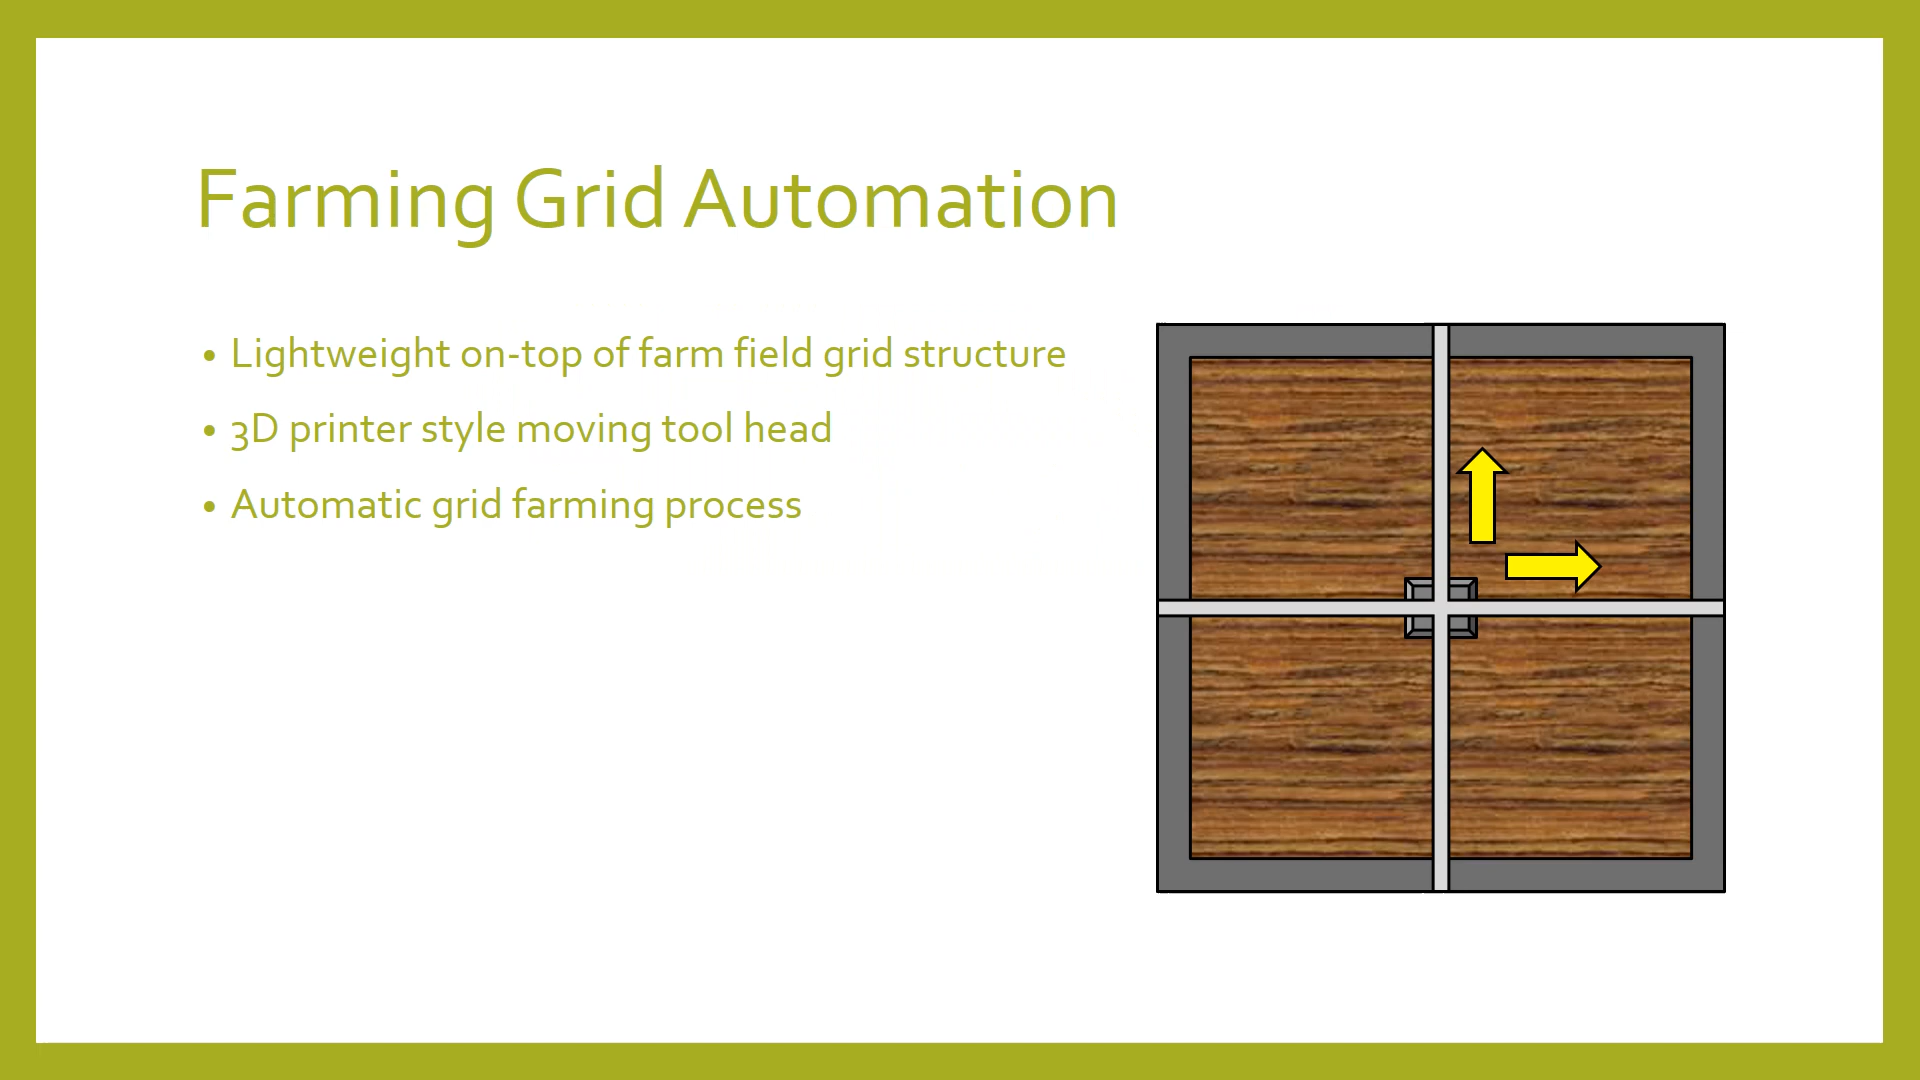 Farming Grid Automation
• Lightweight on-top of farm field grid structure
• 3D printer style moving tool head
• Automatic grid farming process